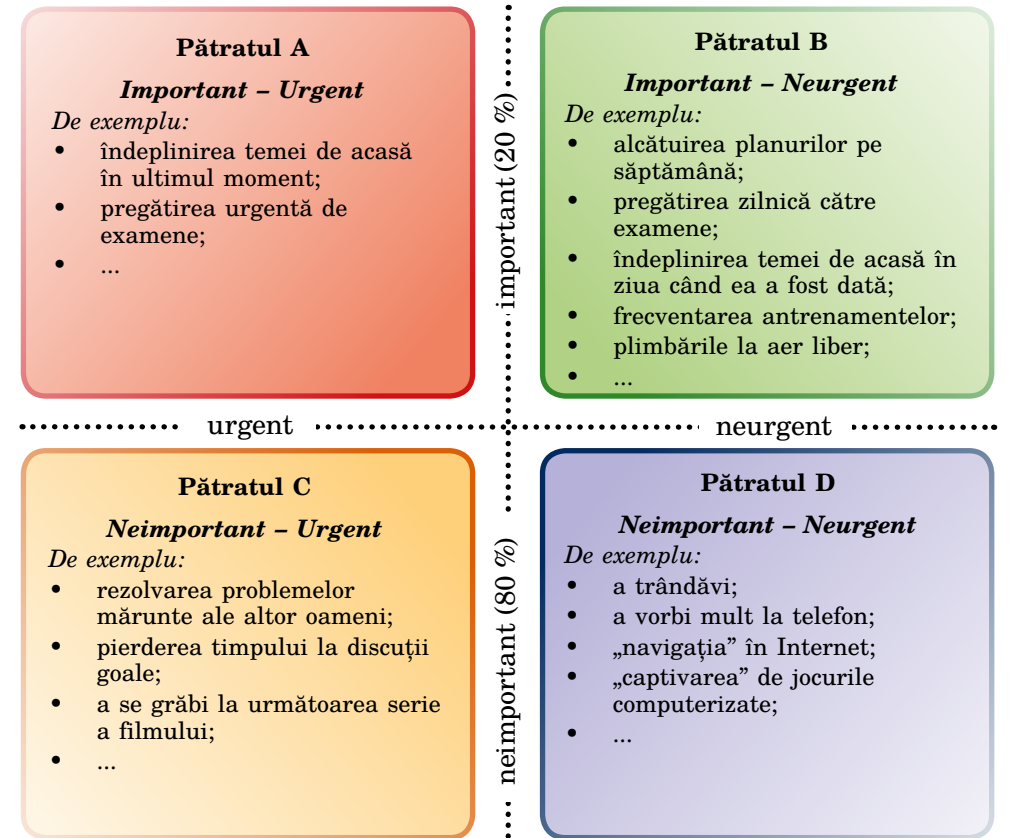 Pătratul A
Important – Urgent
De exemplu:
• îndeplinirea temei de acasă
în ultimul moment;
• pregătirea urgentă de
examene;
• ...
important (20 %)
Pătratul B
Important – Neurgent
De exemplu:
• alcătuirea planurilor pe
săptămână;
• pregătirea zilnică către
examene;
• îndeplinirea temei de acasă în
ziua când ea a fost dată;
• frecventarea antrenamentelor;
• plimbările la aer liber;
• ...
urgent
neurgent
Pătratul C
Neimportant – Urgent
De exemplu:
• rezolvarea problemelor
mărunte ale altor oameni;
• pierderea timpului la discuții
goale;
• a se grăbi la următoarea serie
a filmului;
• ...
neimportant (80 %)
Pătratul D
Neimportant – Neurgent
De exemplu:
• a trândăvi;
• a vorbi mult la telefon;
• „navigația” în Internet;
• „captivarea” de jocurile
computerizate;
• ...